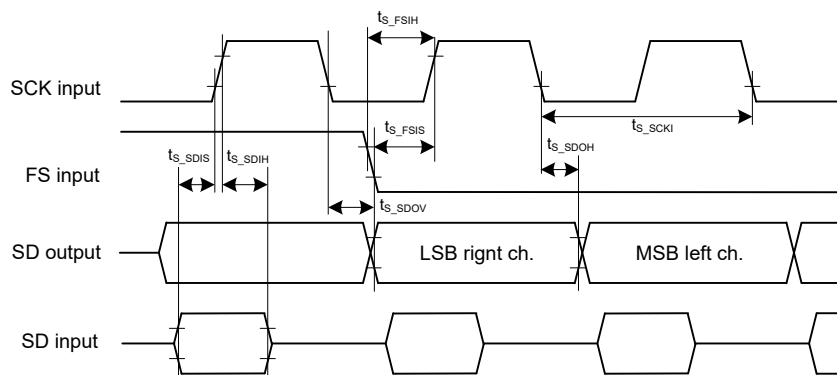 tS_FSIH
SCK input
tS_SCKI
tS_FSIS
tS_SDOH
tS_SDIS
tS_SDIH
FS input
tS_SDOV
SD output
LSB rignt ch.
MSB left ch.
SD input